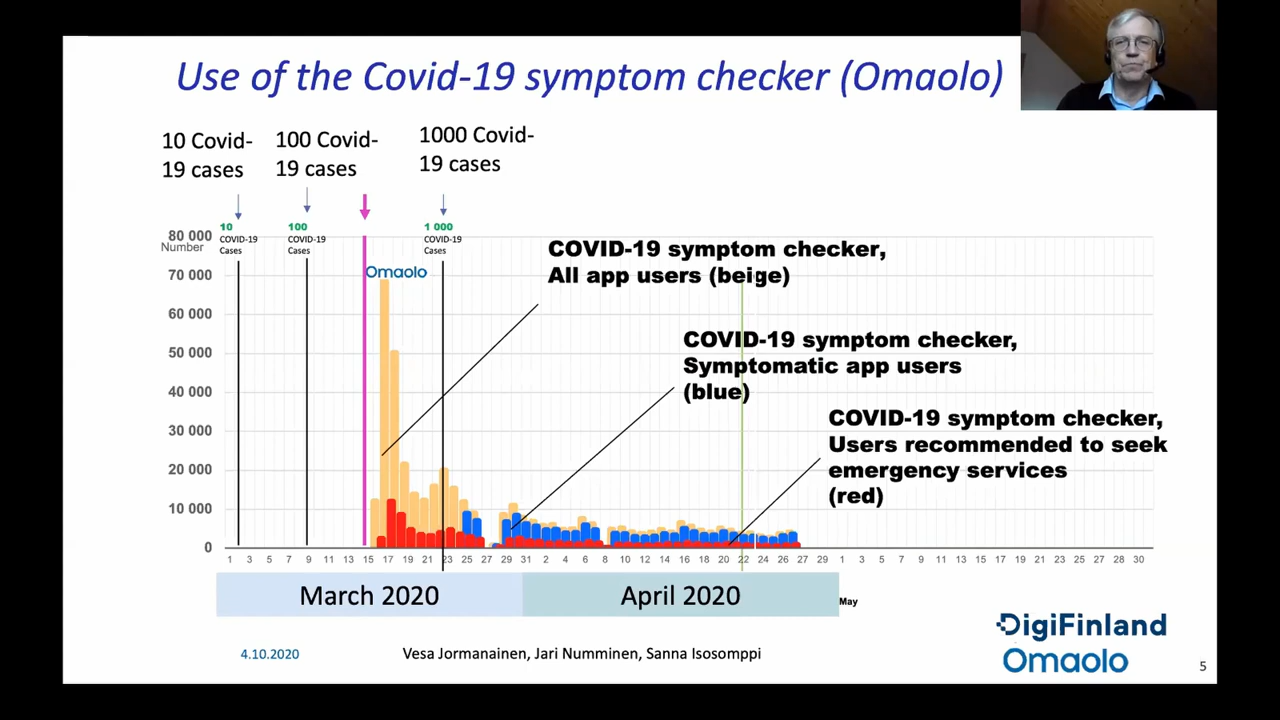 Use of the Covid-19 symptom checker (Omaolo)
10 Covid-
19 cases
100 Covid-
19 cases
1000 Covid-
19 cases
10
COVID-19
Cases
100
COVID-19
Cases
1 000
COVID-19
Cases
80 000
Number
70 000
60 000
50 000
40 000
30 000
20 000
10 000
0
Omaolo
COVID-19 symptom checker,
All app users (beige)
COVID-19 symptom checker,
Symptomatic app users
(blue)
COVID-19 symptom checker,
Users recommended to seek
emergency services
(red)
1 3 5 7 9 11 13 15 17 19 21 23 25 27 29 31 2 4 6 8 10 12 14 16 18 20 22 24 26 27 29 1 3 5 7 9 11 13 15 17 19 21 23 25 27 28 30
March 2020
April 2020
May
4.10.2020
Vesa Jormanainen, Jari Numminen, Sanna Isosomppi
DigiFinland
Omaolo
5